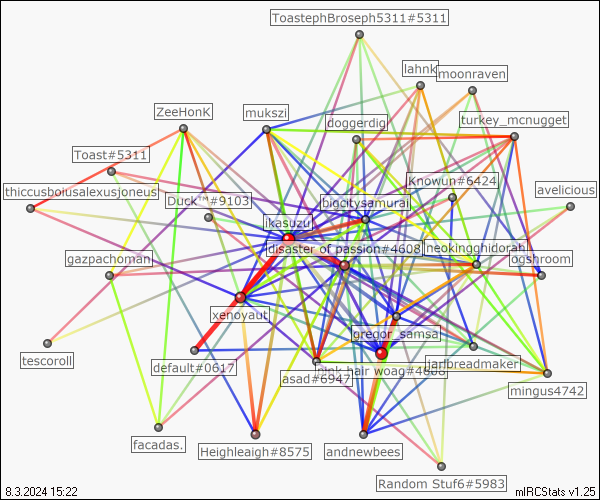 ToastephBroseph5311#5311
lahnk
moonraven
ZeeHonK
mukszi
doggerdig
turkey_mcnugget
Toast#5311
Knowun#6424
thiccusboiusalexusjoneus
Duck™#9103
bigcitysamurai
avelicious
ikasuzu
disaster of passion#4608
neokingghidorah
gazpachoman
ogshroom
xenoyaut
gregor_samsa
tescoroll
default#0617
asad#6947
pink hair woag#4808
jarlbreadmaker
mingus4742
facadas.
Heighleaigh#8575
andnewbees
Random Stuf6#5983
8.3.2024 15:22
mIRCStats v1.25